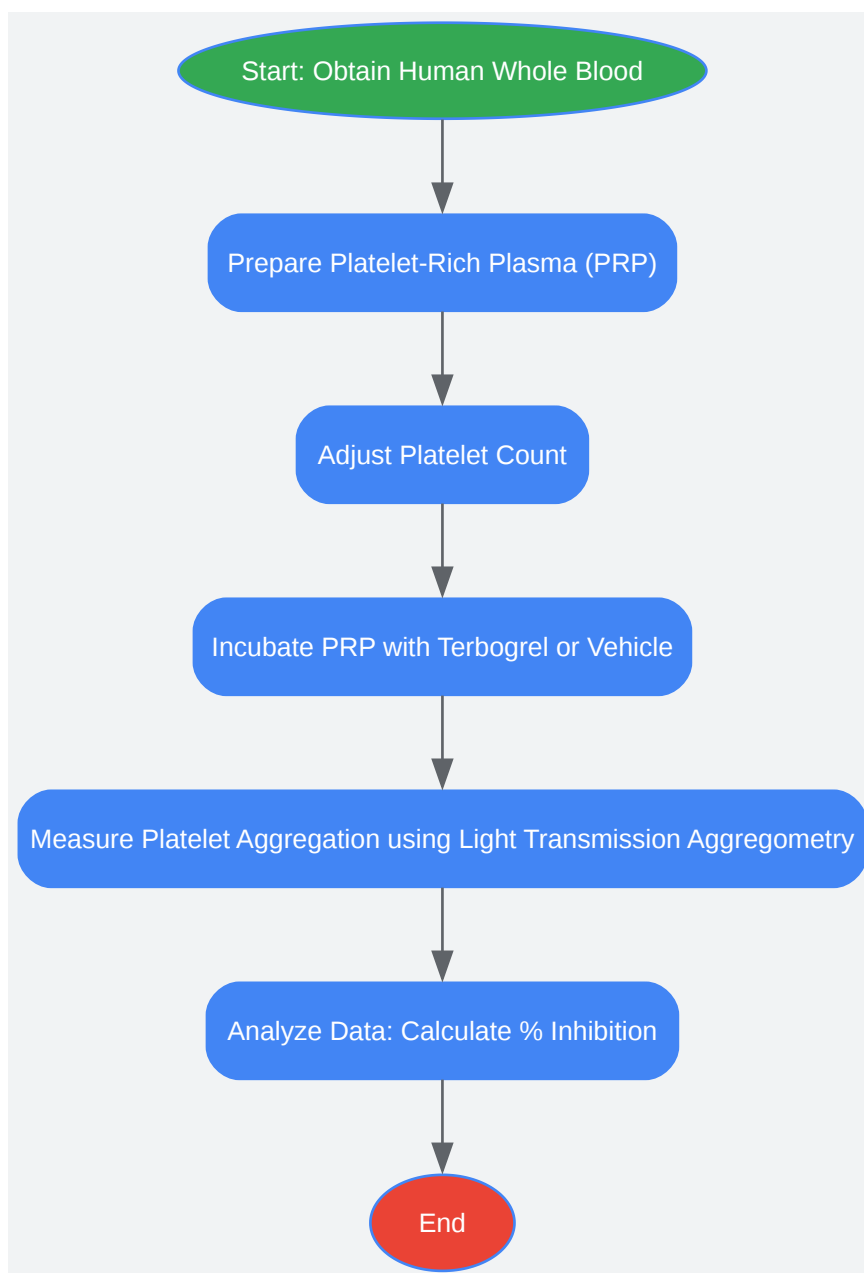 Start: Obtain Human Whole Blood
Prepare Platelet-Rich Plasma (PRP)
Adjust Platelet Count
Incubate PRP with Terbogrel or Vehicle
Measure Platelet Aggregation using Light Transmission Aggregometry
Analyze Data: Calculate % Inhibition
End